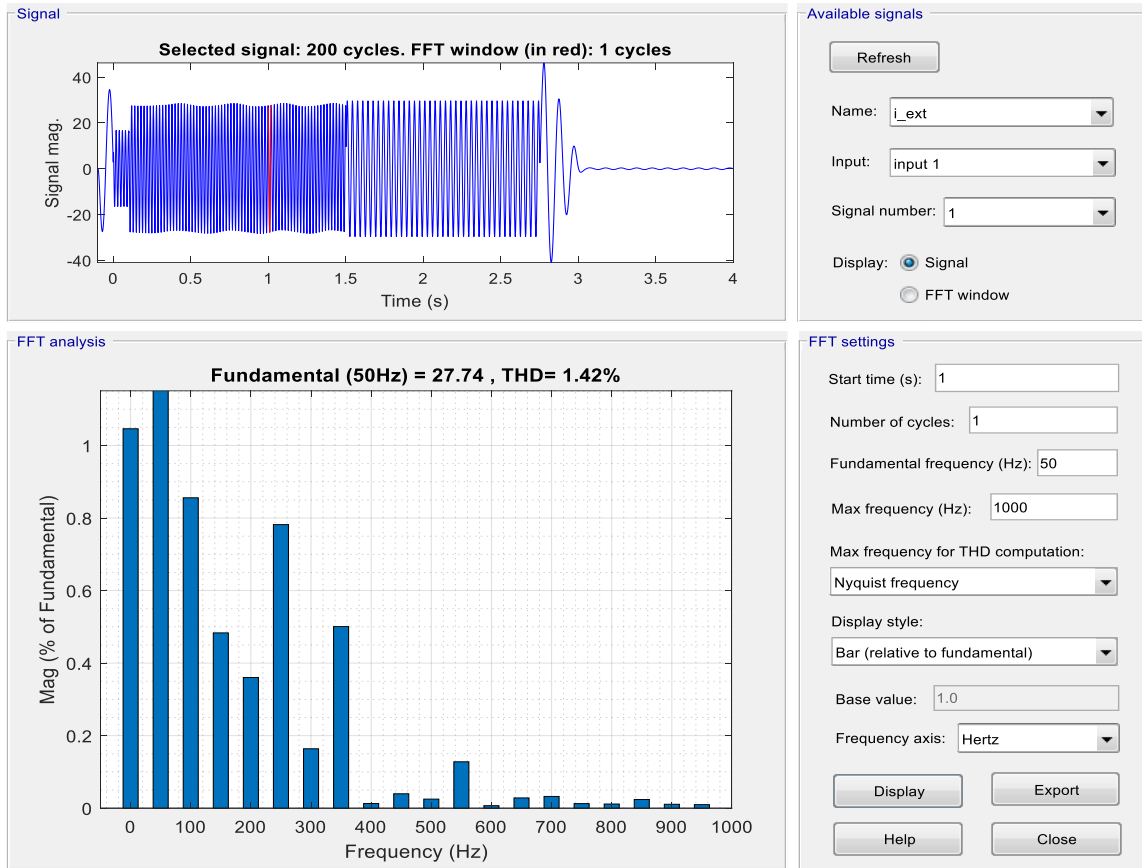 Signal
Selected signal: 200 cycles. FFT window (in red): 1 cycles
40
20
0
-20
-40
Signal mag.
0 0.5 1 1.5 2 2.5 3 3.5 4
Time (s)
Available signals
Refresh
Name: i_ext
Input: input 1
Signal number: 1
Display: Signal
FFT window
FFT analysis
Fundamental (50Hz) = 27.74 , THD= 1.42%
1
0.8
0.6
0.4
0.2
0
Mag (% of Fundamental)
0 100 200 300 400 500 600 700 800 900 1000
Frequency (Hz)
FFT settings
Start time (s): 1
Number of cycles: 1
Fundamental frequency (Hz): 50
Max frequency (Hz): 1000
Max frequency for THD computation:
Nyquist frequency
Display style:
Bar (relative to fundamental)
Base value: 1.0
Frequency axis: Hertz
Display Export
Help Close